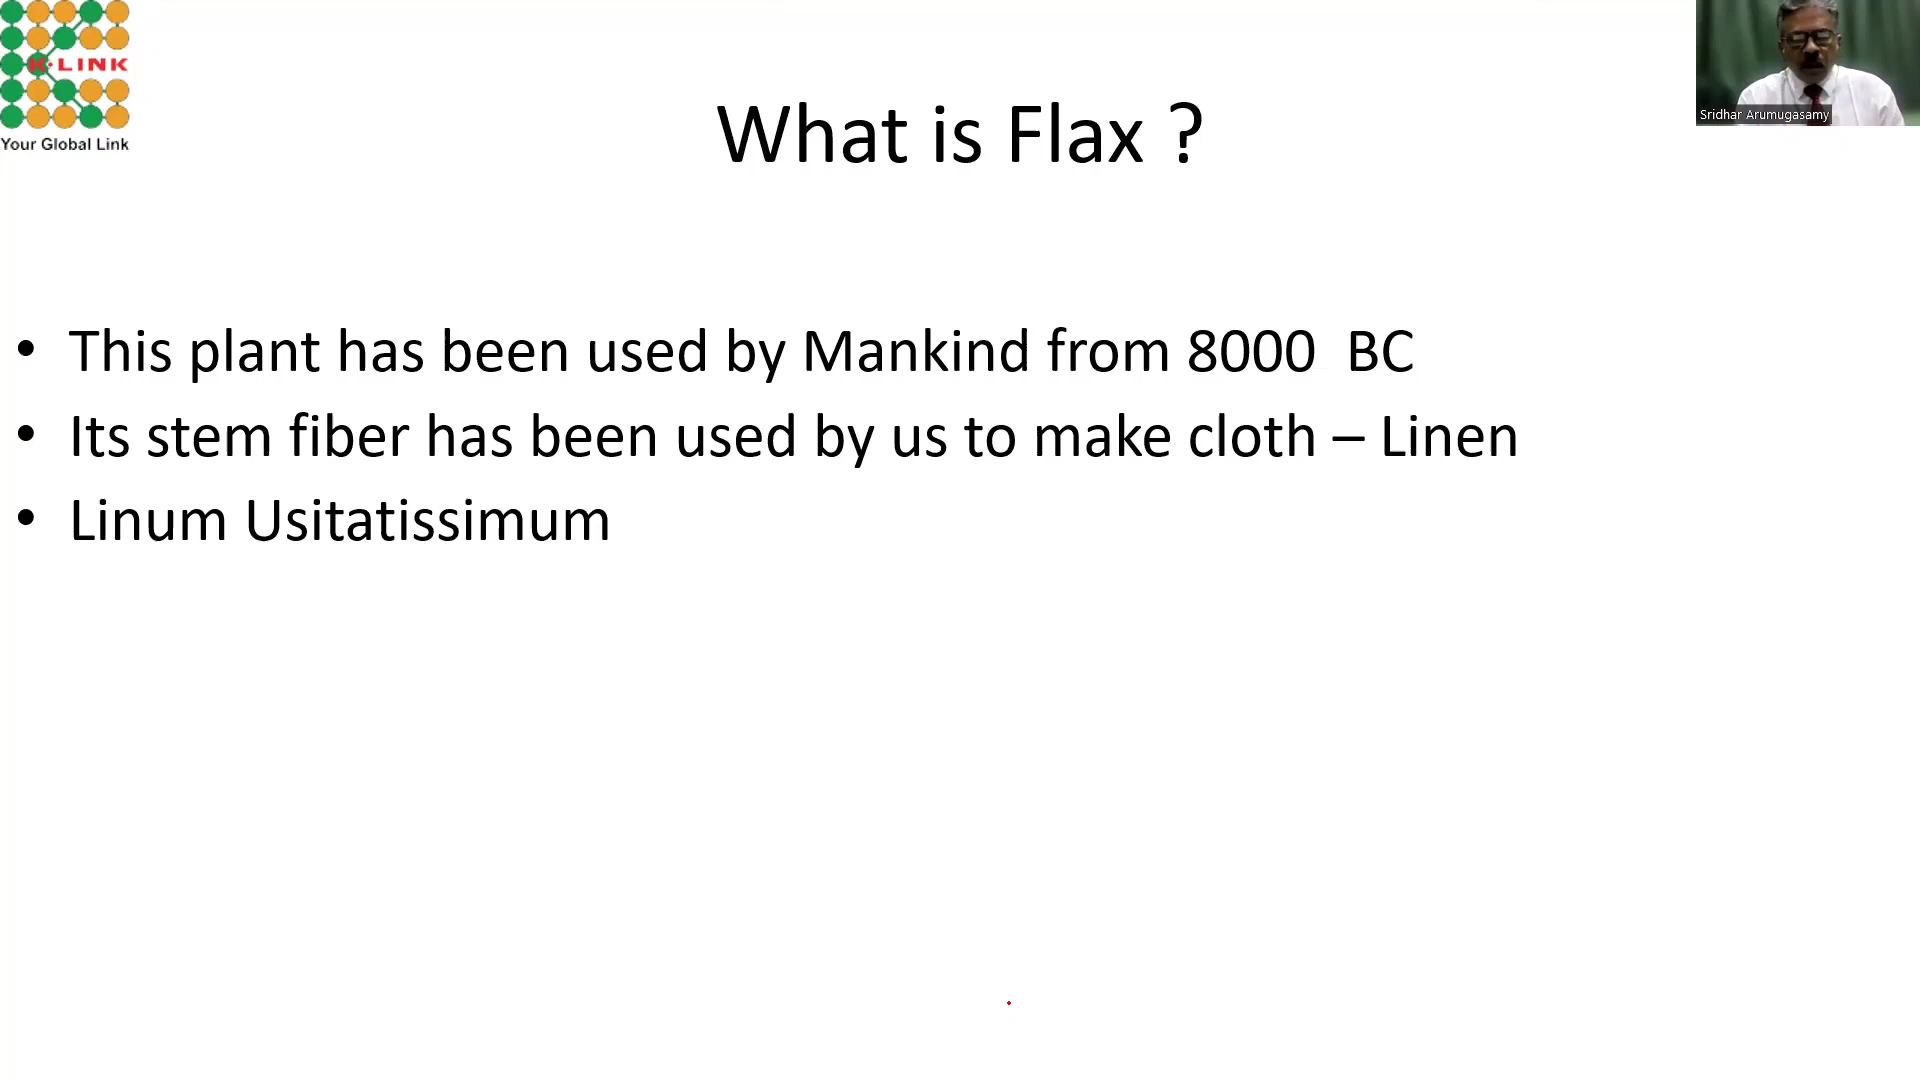 K·LINK
Your Global Link
Sridhar Arumugasamy
What is Flax ?
• This plant has been used by Mankind from 8000  BC
• Its stem fiber has been used by us to make cloth – Linen
• Linum Usitatissimum